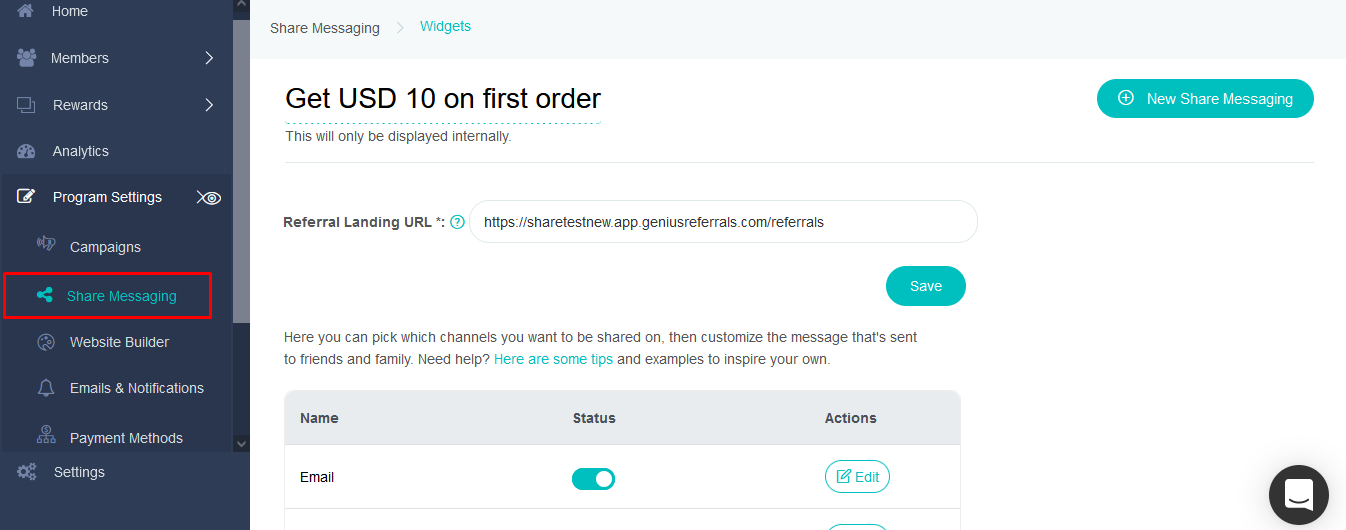 Home
Members
Rewards
Analytics
Program Settings
Campaigns
Share Messaging
Website Builder
Emails & Notifications
Payment Methods
Settings
Share Messaging
Widgets
Get USD 10 on first order
This will only be displayed internally.
New Share Messaging
Referral Landing URL *:
https://sharetestnew.app.geniusreferrals.com/referrals
Save
Here you can pick which channels you want to be shared on, then customize the message that's sent
to friends and family. Need help? Here are some tips and examples to inspire your own.
Name Status Actions
Email Edit